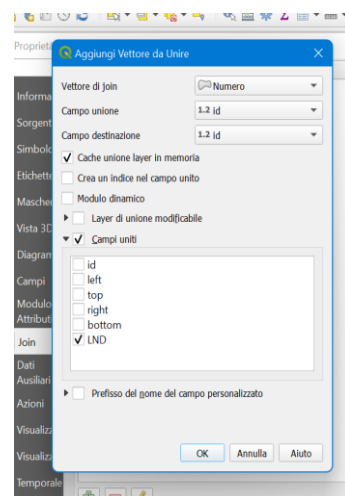 Aggiungi Vettore da Unire
Vettore di join Numero
Campo unione 1.2 id
Campo destinazione 1.2 id
Cache unione layer in memoria
Crea un indice nel campo unito
Modulo dinamico
Layer di unione modificabile
Campi uniti
id
left
top
right
bottom
LND
Prefisso del nome del campo personalizzato
OK Annulla Aiuto
Propriet
Informa
Sorgent
Simbolo
Etichette
Mascher
Vista 3D
Diagram
Campi
Modulo
Attribut
Join
Dati
Ausiliari
Azioni
Visualizz
Visualizz
Temporale